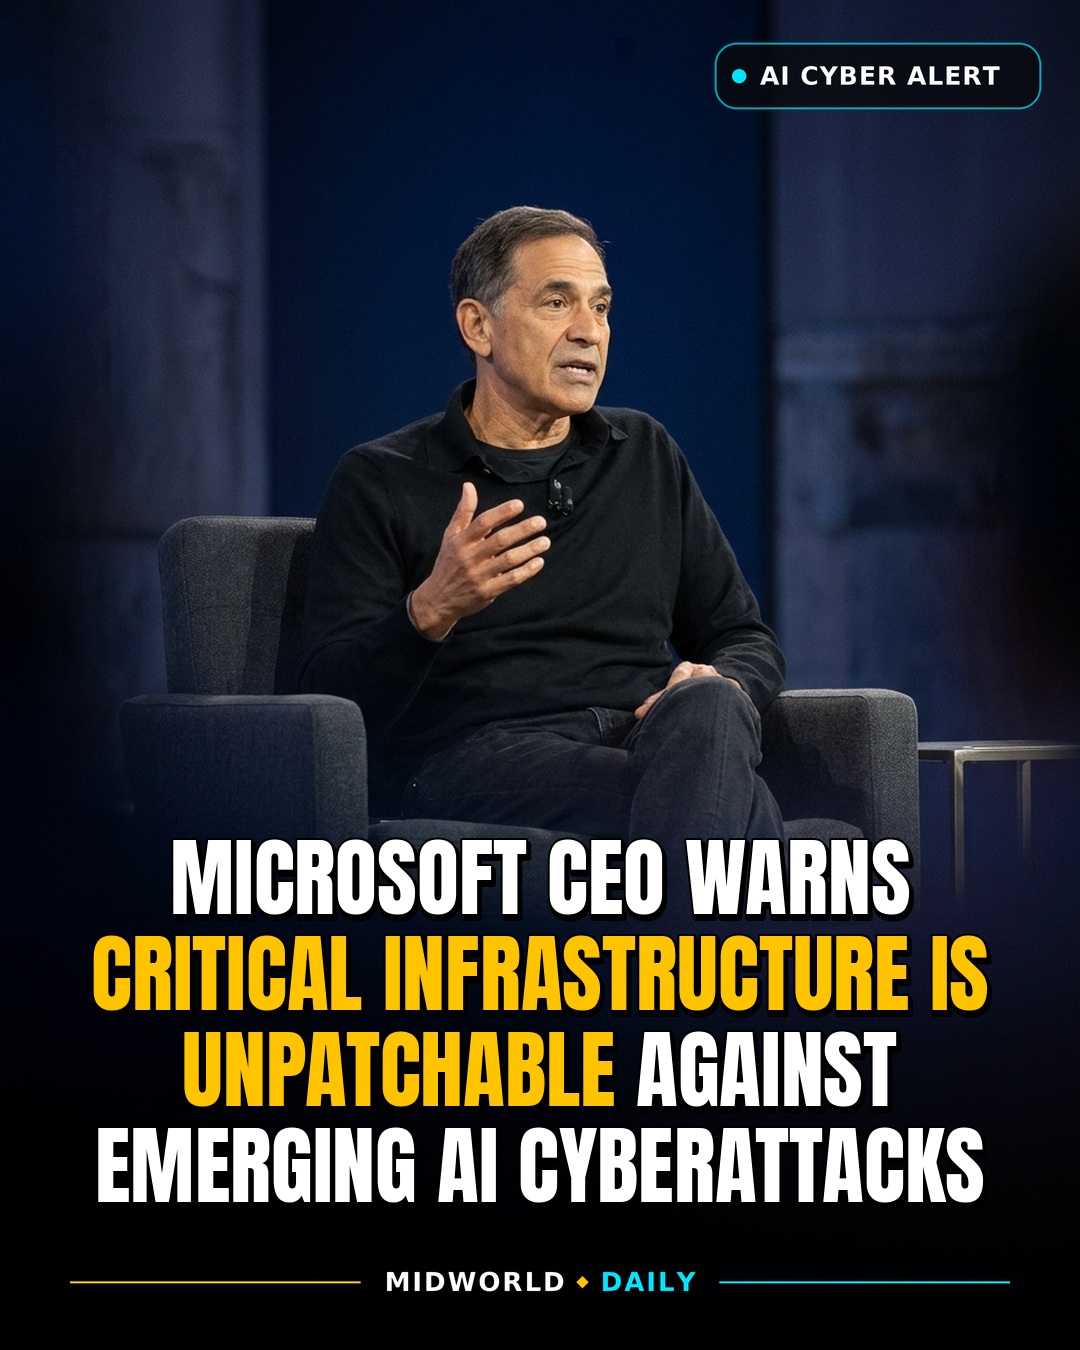 AI CYBER ALERT
MICROSOFT CEO WARNS
CRITICAL INFRASTRUCTURE IS
UNPATCHABLE AGAINST
EMERGING AI CYBERATTACKS
MIDWORLD DAILY